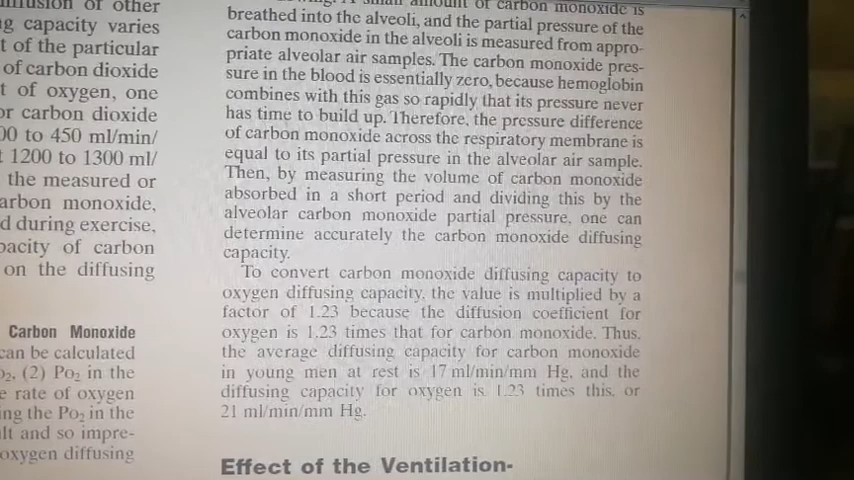 of other
capacity varies
t of the particular
of carbon dioxide
t of oxygen, one
or carbon dioxide
00 to 450 ml/min/
1200 to 1300 ml/
the measured or
arbon monoxide,
d during exercise,
pacity of carbon
on the diffusing
Carbon Monoxide
can be calculated
(2) Po2 in the
e rate of oxygen
ing the Po2 in the
lt and so impre-
oxygen diffusing
amount of carbon monoxide is
breathed into the alveoli, and the partial pressure of the
carbon monoxide in the alveoli is measured from appro-
priate alveolar air samples. The carbon monoxide pres-
sure in the blood is essentially zero, because hemoglobin
combines with this gas so rapidly that its pressure never
has time to build up. Therefore, the pressure difference
of carbon monoxide across the respiratory membrane is
equal to its partial pressure in the alveolar air sample.
Then, by measuring the volume of carbon monoxide
absorbed in a short period and dividing this by the
alveolar carbon monoxide partial pressure, one can
determine accurately the carbon monoxide diffusing
capacity.
To convert carbon monoxide diffusing capacity to
oxygen diffusing capacity, the value is multiplied by a
factor of 1.23 because the diffusion coefficient for
oxygen is 1.23 times that for carbon monoxide. Thus,
the average diffusing capacity for carbon monoxide
in young men at rest is 17 ml/min/mm Hg, and the
diffusing capacity for oxygen is 1.23 times this, or
21 ml/min/mm Hg.
Effect of the Ventilation-